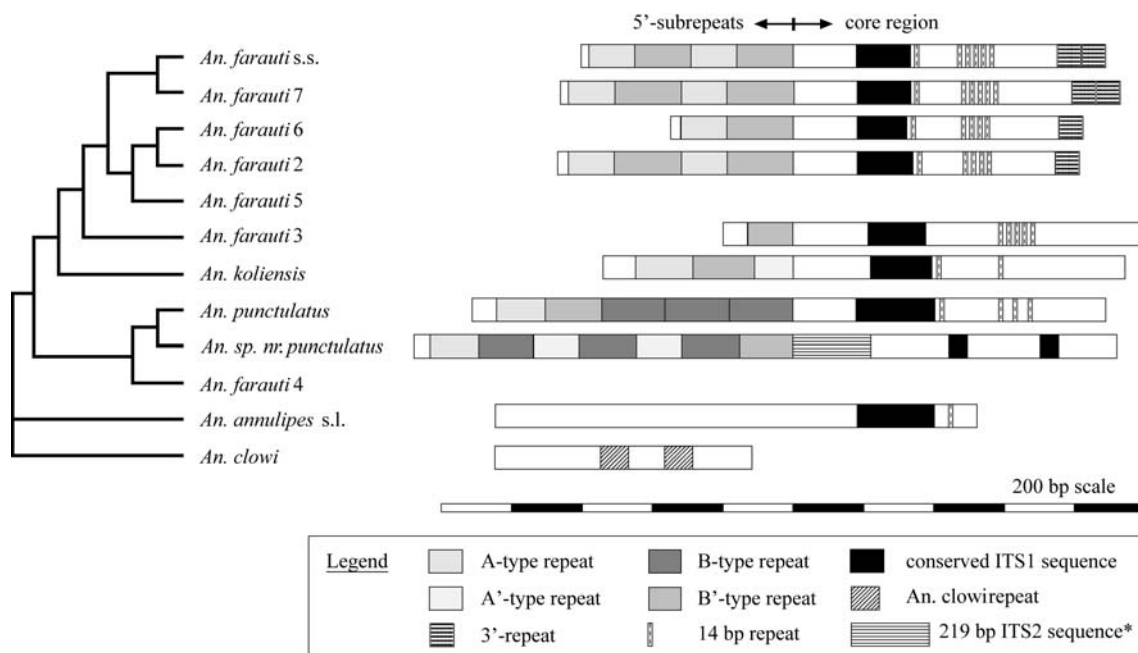 5’-subrepeats core region
An. farauti s.s.
An. farauti 7
An. farauti 6
An. farauti 2
An. farauti 5
An. farauti 3
An. koliensis
An. punctulatus
An. sp. nr. punctulatus
An. farauti 4
An. annulipes s.l.
An. clowi
200 bp scale
Legend
A-type repeat B-type repeat conserved ITS1 sequence
A’-type repeat B’-type repeat An. clowirepeat
3’-repeat 14 bp repeat 219 bp ITS2 sequence*